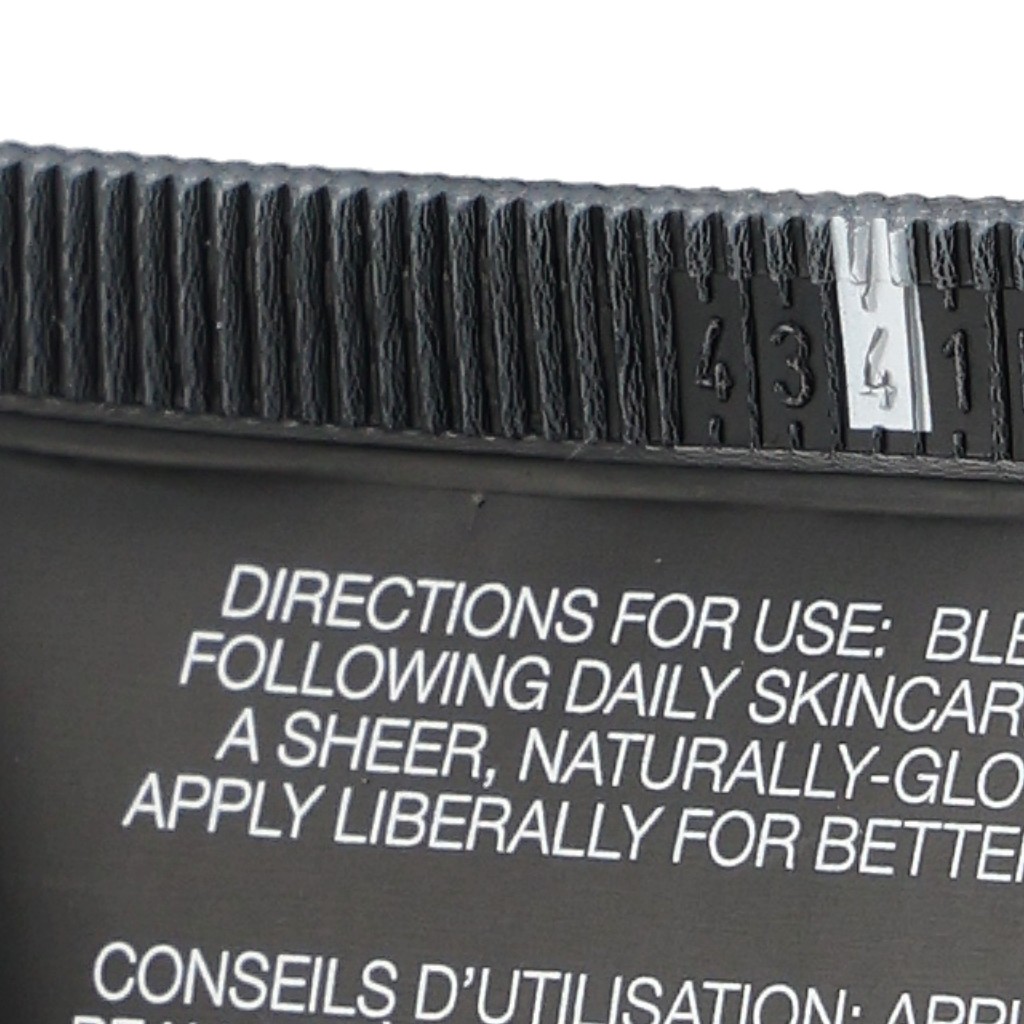 4 3 4 1
DIRECTIONS FOR USE: BLE
FOLLOWING DAILY SKINCAR
A SHEER, NATURALLY-GLO
APPLY LIBERALLY FOR BETTE
CONSEILS D'UTILISATION: APPL